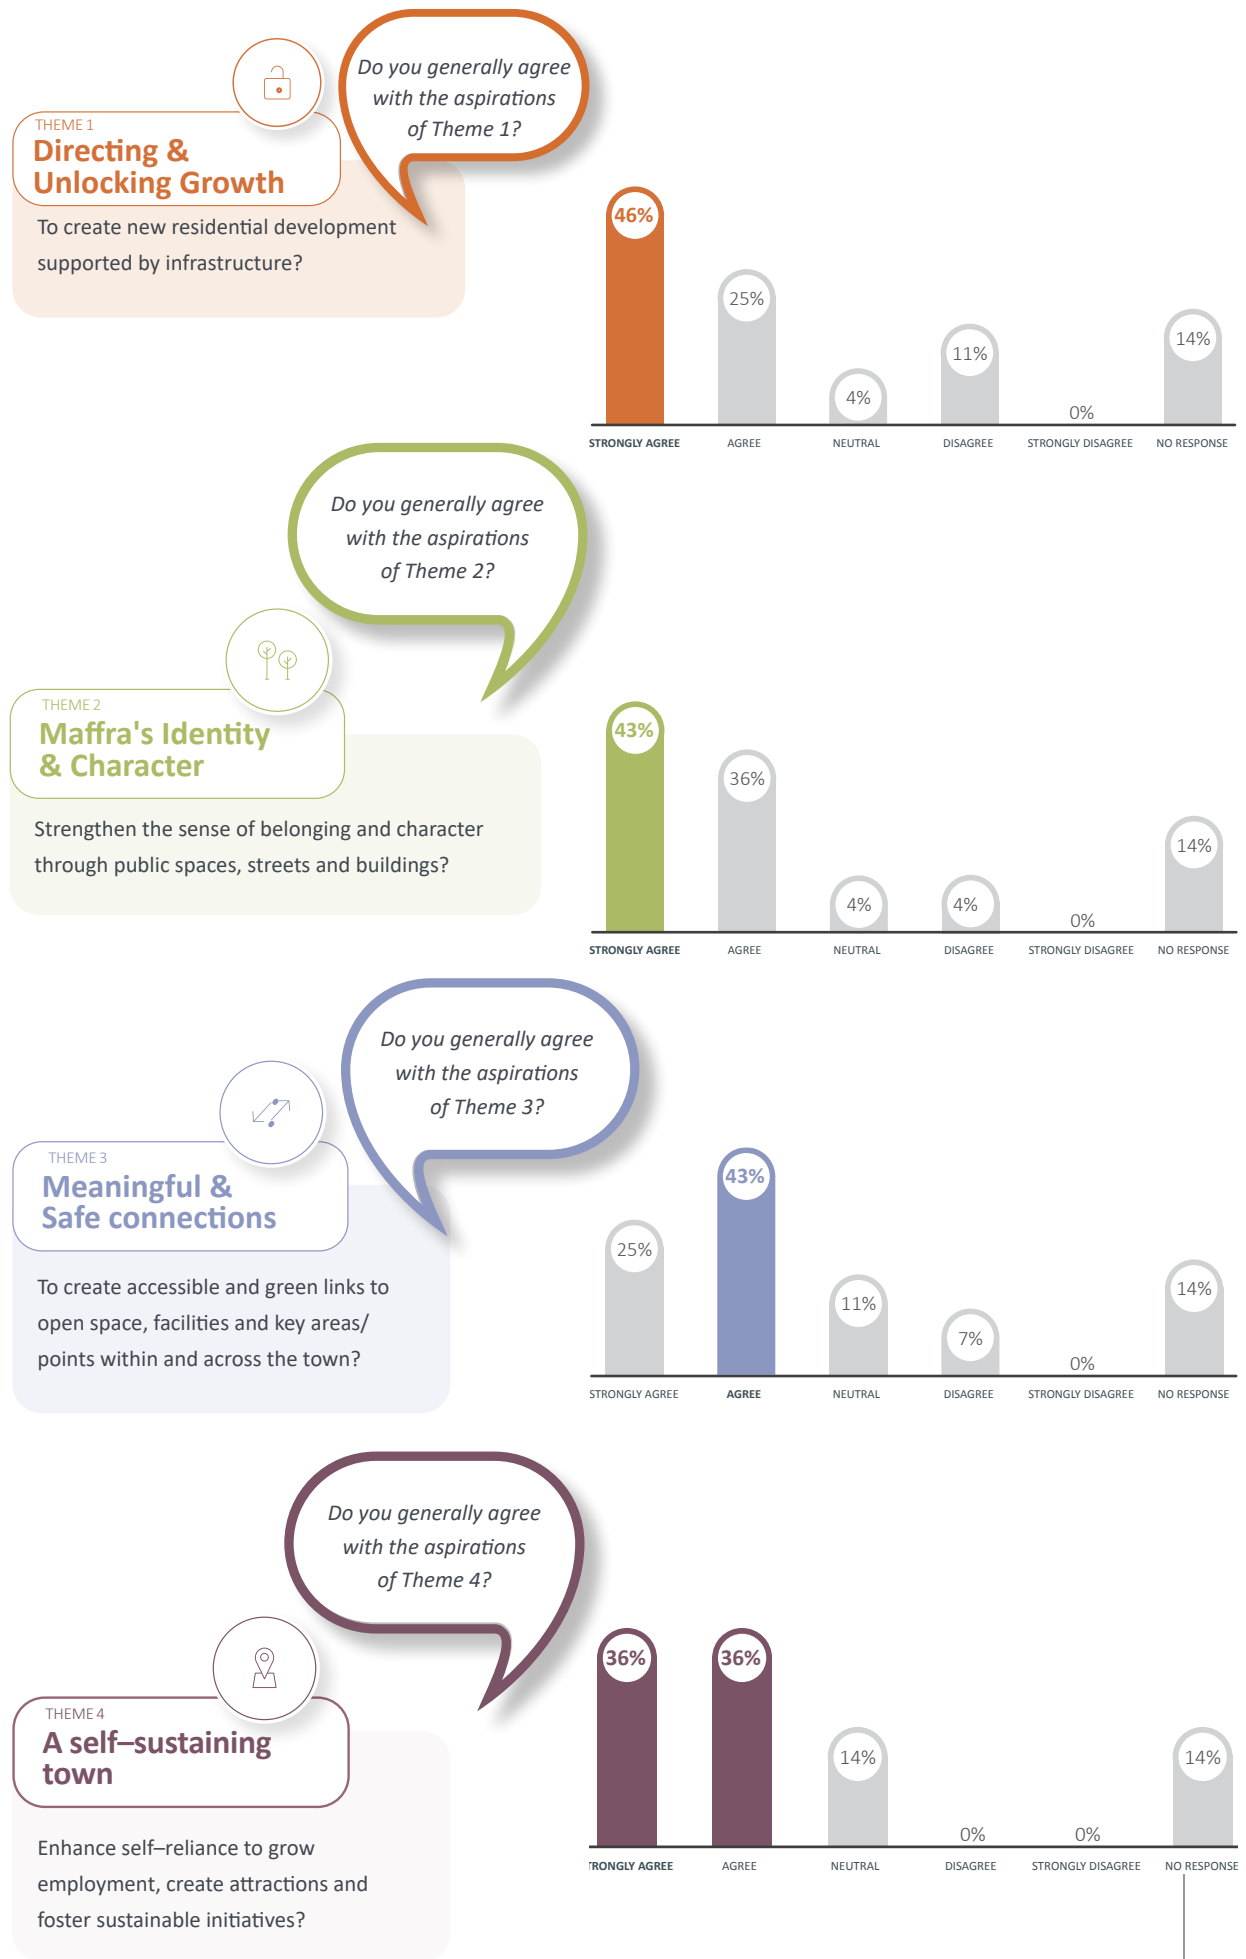 Do you generally agree
with the aspirations
of Theme 1?
THEME 1
Directing &
Unlocking Growth
To create new residential development
supported by infrastructure?
46%
25%
4%
11%
0%
14%
STRONGLY AGREE
AGREE
NEUTRAL
DISAGREE
STRONGLY DISAGREE
NO RESPONSE
Do you generally agree
with the aspirations
of Theme 2?
THEME 2
Maffra's Identity
& Character
Strengthen the sense of belonging and character
through public spaces, streets and buildings?
43%
36%
4%
4%
0%
14%
STRONGLY AGREE
AGREE
NEUTRAL
DISAGREE
STRONGLY DISAGREE
NO RESPONSE
Do you generally agree
with the aspirations
of Theme 3?
THEME 3
Meaningful &
Safe connections
To create accessible and green links to
open space, facilities and key areas/
points within and across the town?
25%
43%
11%
7%
0%
14%
STRONGLY AGREE
AGREE
NEUTRAL
DISAGREE
STRONGLY DISAGREE
NO RESPONSE
Do you generally agree
with the aspirations
of Theme 4?
THEME 4
A self–sustaining
town
Enhance self–reliance to grow
employment, create attractions and
foster sustainable initiatives?
36%
36%
14%
0%
0%
14%
TRONGLY AGREE
AGREE
NEUTRAL
DISAGREE
STRONGLY DISAGREE
NO RESPONSE